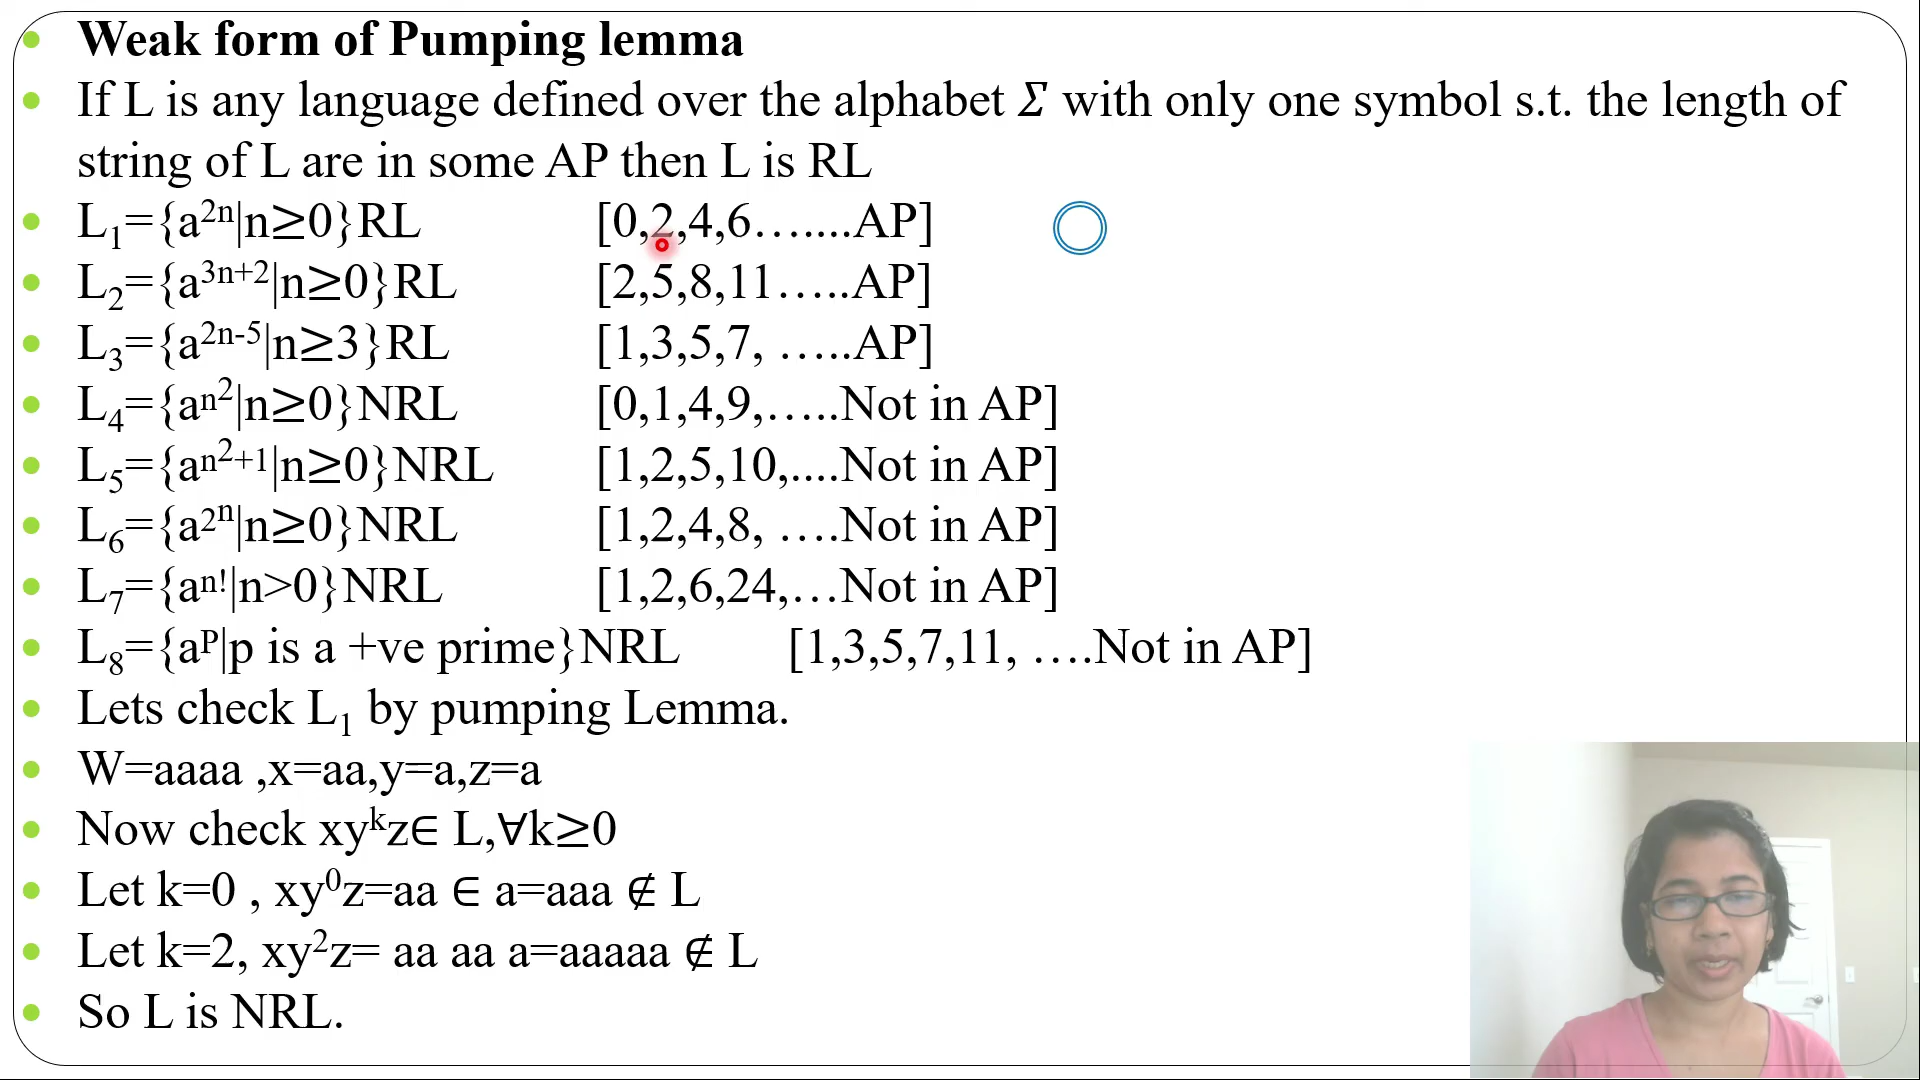 Weak form of Pumping lemma
If L is any language defined over the alphabet Σ with only one symbol s.t. the length of
string of L are in some AP then L is RL
L₁={a²ⁿ|n≥0}RL [0,2,4,6…....AP]
L₂={a³ⁿ⁺²|n≥0}RL [2,5,8,11…..AP]
L₃={a²ⁿ⁻⁵|n≥3}RL [1,3,5,7, …..AP]
L₄={a^n²|n≥0}NRL [0,1,4,9,…..Not in AP]
L₅={a^n²+1|n≥0}NRL [1,2,5,10,....Not in AP]
L₆={a^2ⁿ|n≥0}NRL [1,2,4,8, ….Not in AP]
L₇={a^n!|n>0}NRL [1,2,6,24,…Not in AP]
L₈={aᴾ|p is a +ve prime}NRL [1,3,5,7,11, ….Not in AP]
Lets check L₁ by pumping Lemma.
W=aaaa ,x=aa,y=a,z=a
Now check xyᵏz∈ L,∀k≥0
Let k=0 , xy⁰z=aa ∈ a=aaa ∉ L
Let k=2, xy²z= aa aa a=aaaaa ∉ L
So L is NRL.